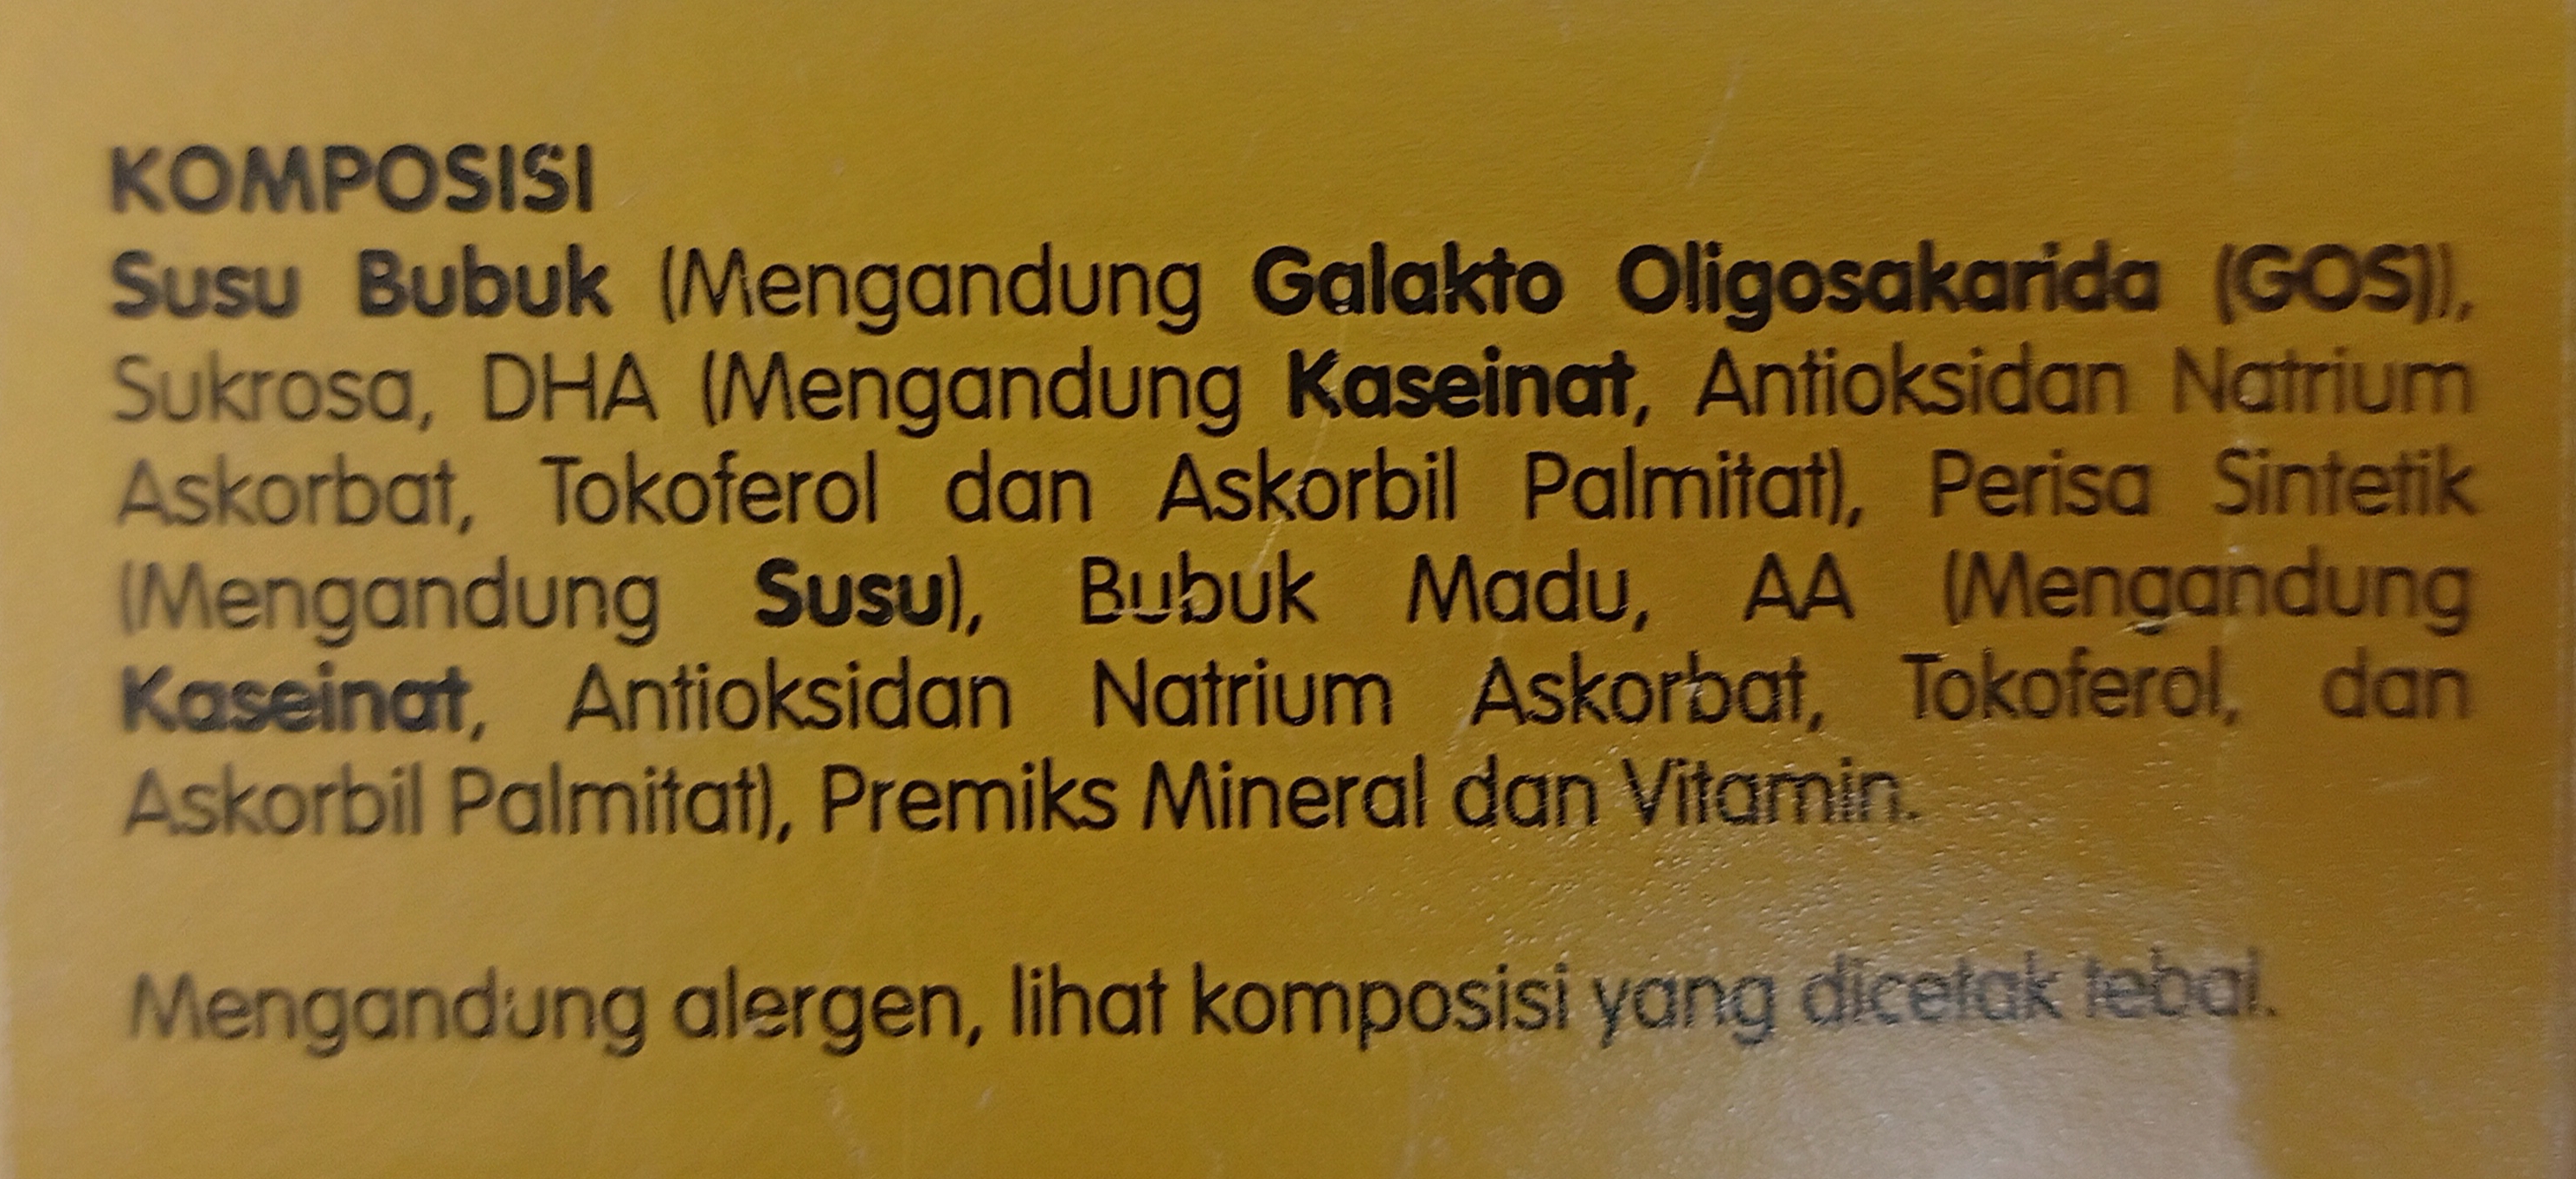 KOMPOSISI
Susu Bubuk (Mengandung Galakto Oligosakarida (GOS)),
Sukrosa, DHA (Mengandung Kaseinat, Antioksidan Natrium
Askorbat, Tokoferol dan Askorbil Palmitat), Perisa Sintetik
(Mengandung Susu), Bubuk Madu, AA (Mengandung
Kaseinat, Antioksidan Natrium Askorbat, Tokoferol, dan
Askorbil Palmitat), Premiks Mineral dan Vitamin.
Mengandung alergen, lihat komposisi yang dicetak tebal.